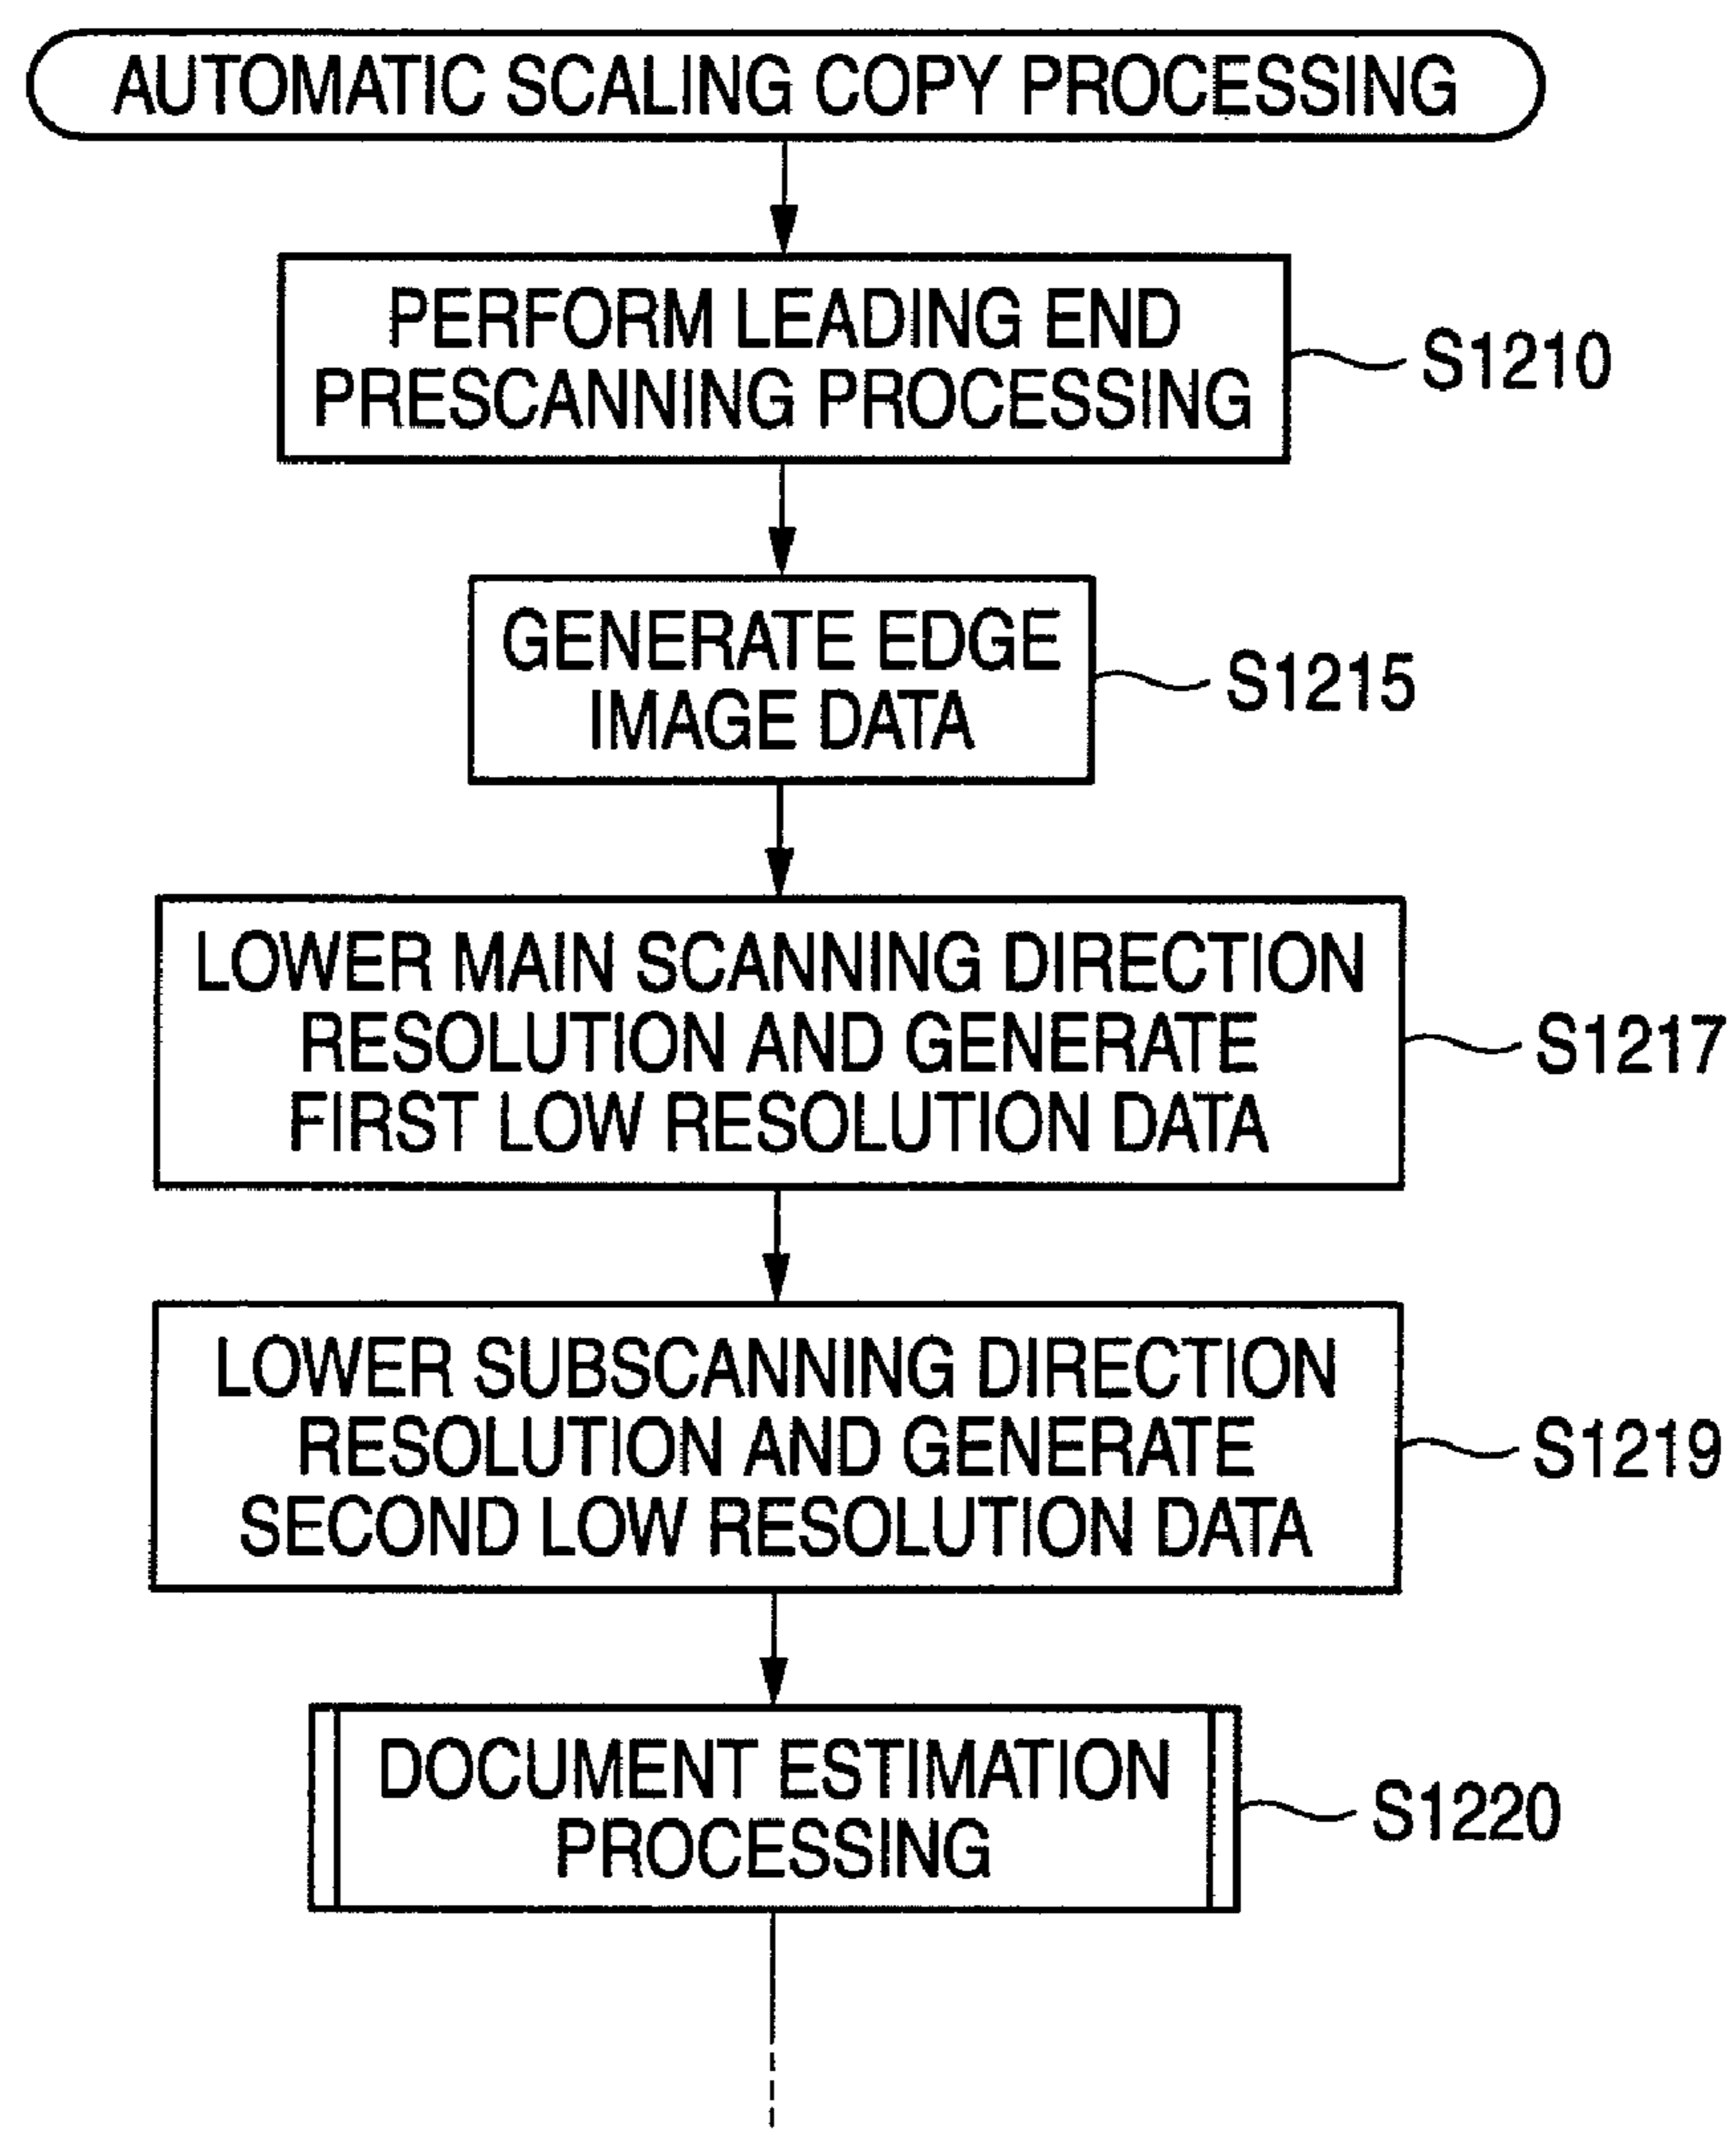 AUTOMATIC SCALING COPY PROCESSING
PERFORM LEADING END
PRESCANNING PROCESSING
S1210
GENERATE EDGE
IMAGE DATA
S1215
LOWER MAIN SCANNING DIRECTION
RESOLUTION AND GENERATE
FIRST LOW RESOLUTION DATA
S1217
LOWER SUBSCANNING DIRECTION
RESOLUTION AND GENERATE
SECOND LOW RESOLUTION DATA
S1219
DOCUMENT ESTIMATION
PROCESSING
S1220